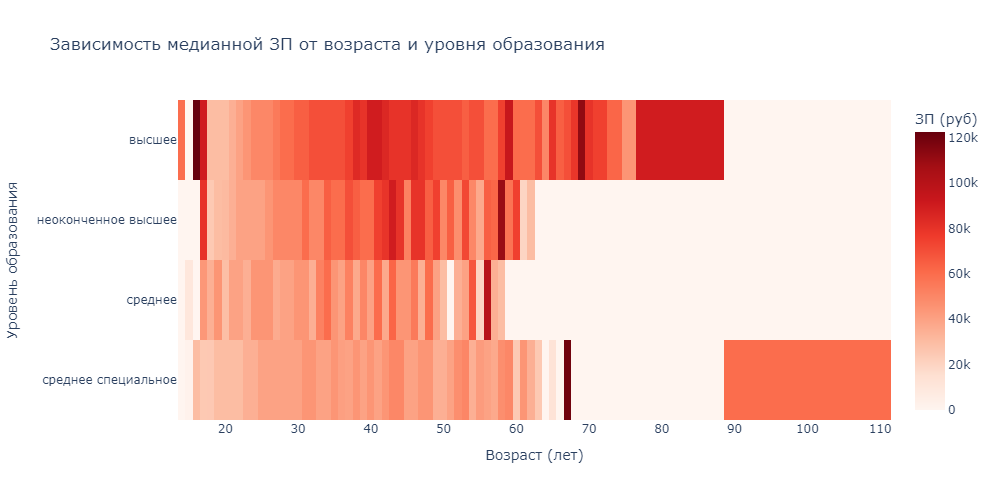 Зависимость медианной ЗП от возраста и уровня образования
Уровень образования
высшее
неоконченное высшее
среднее
среднее специальное
20 30 40 50 60 70 80 90 100 110
Возраст (лет)
ЗП (руб)
120k
100k
80k
60k
40k
20k
0